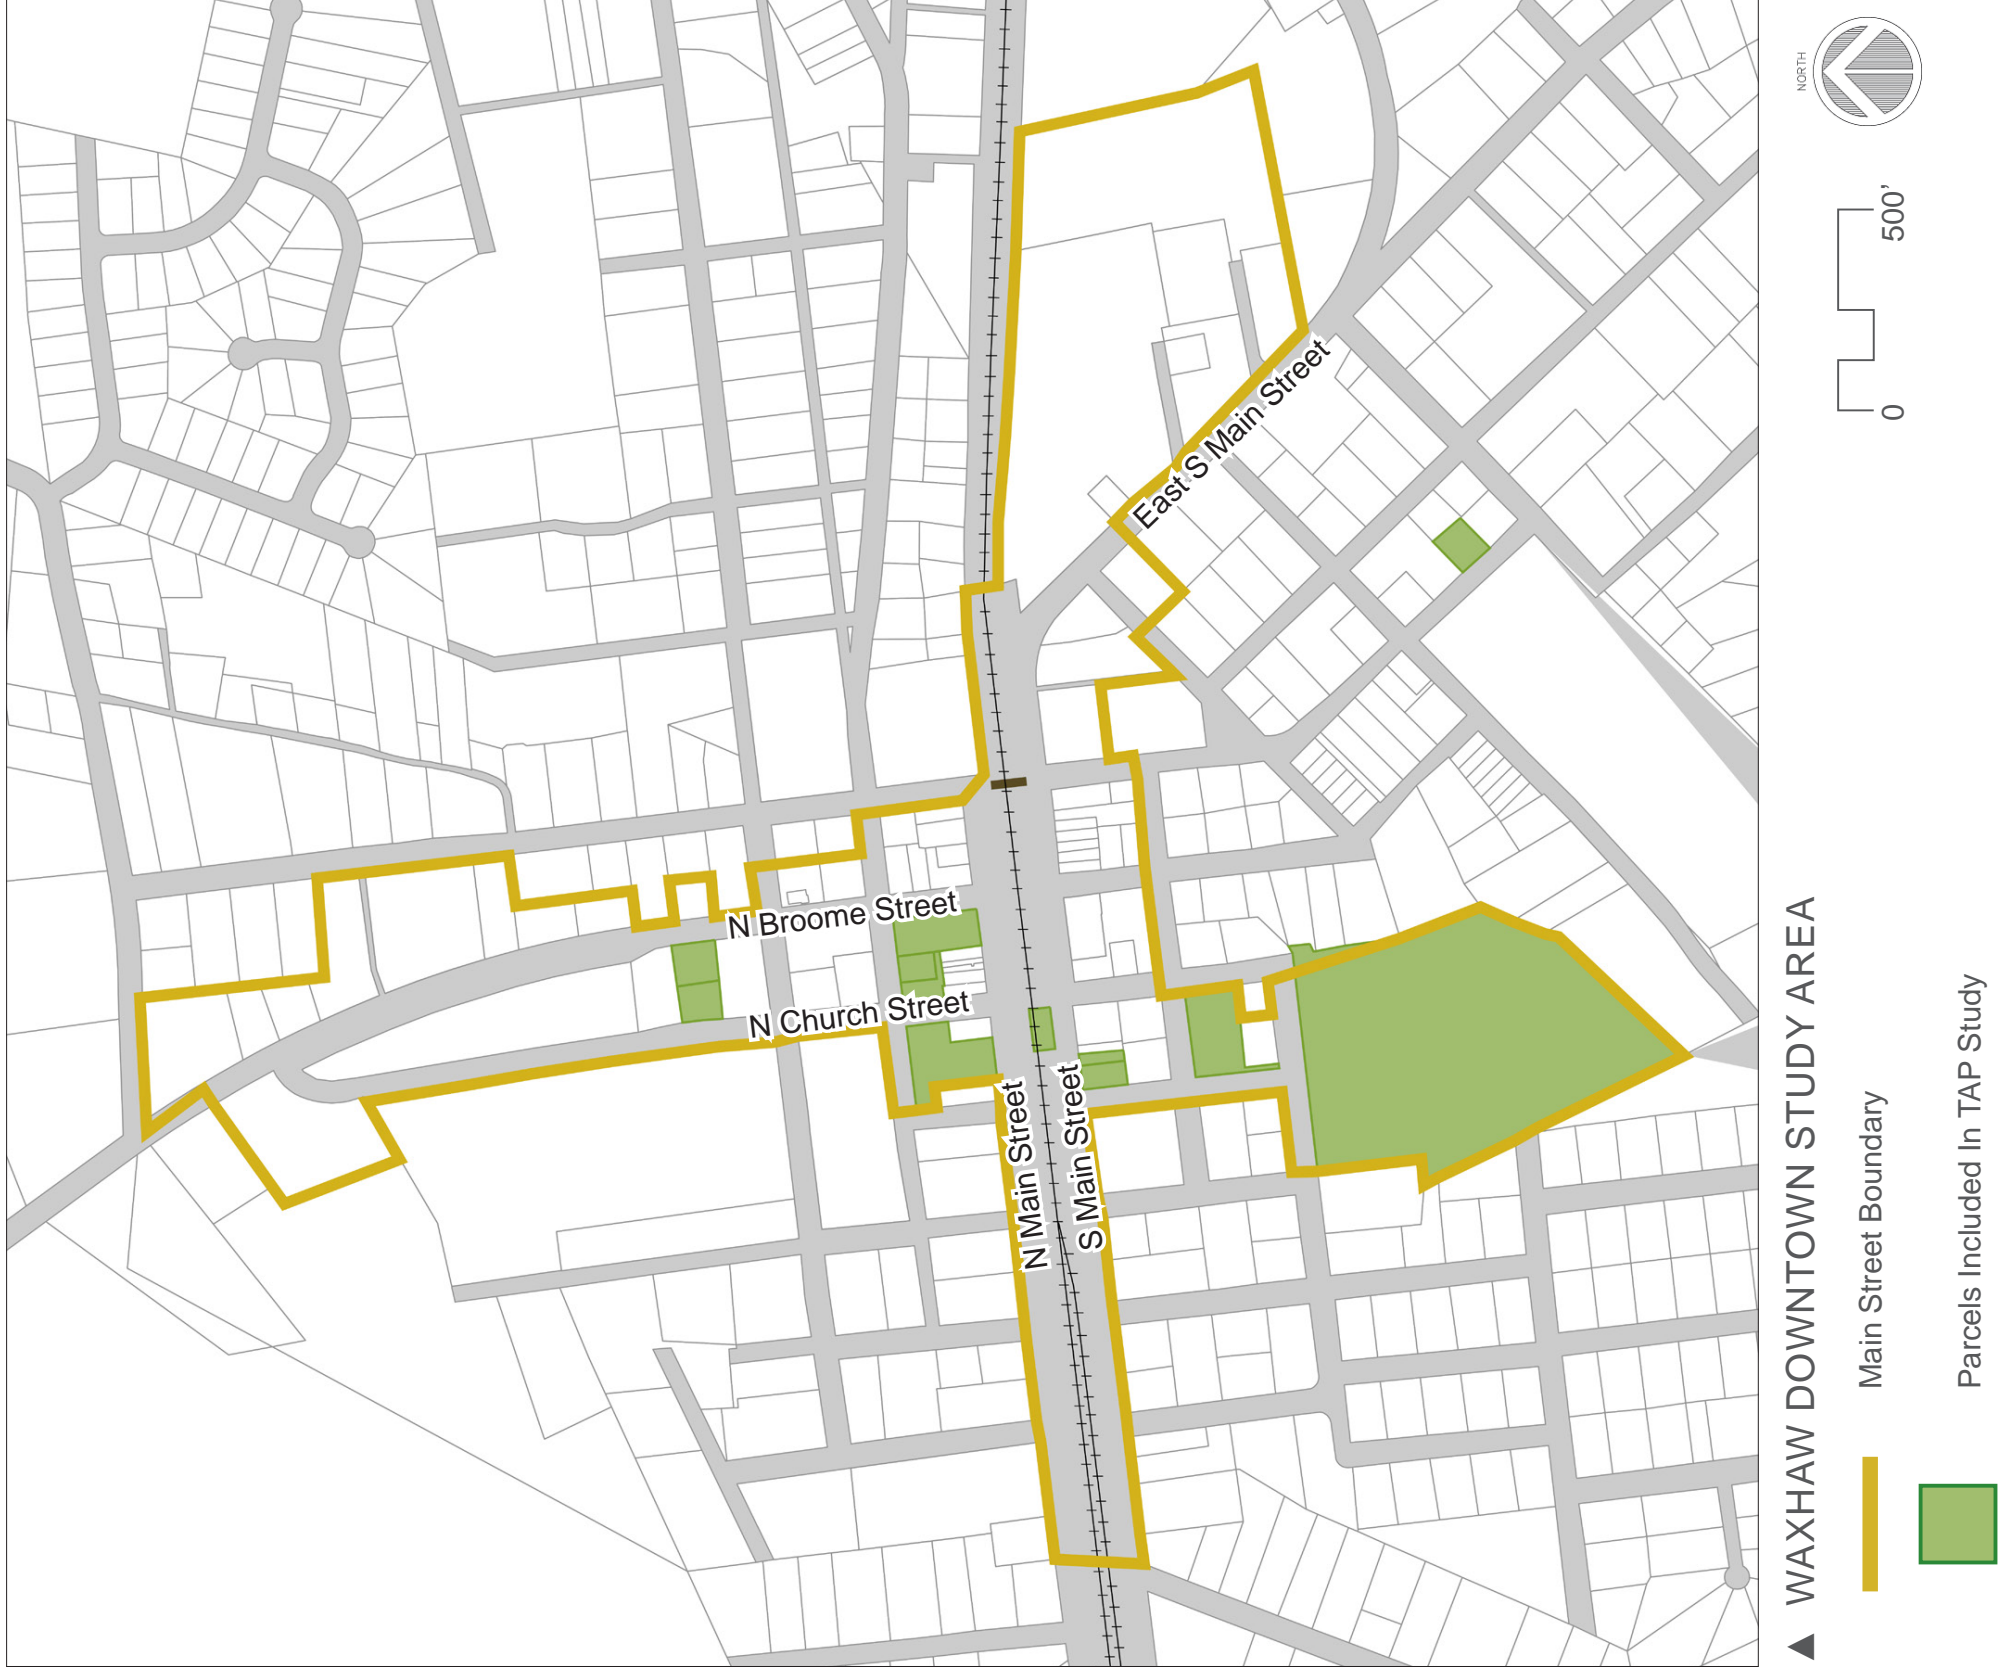 N Broome Street
N Church Street
N Main Street
S Main Street
East S Main Street
▲ WAXHAW DOWNTOWN STUDY AREA
Main Street Boundary
Parcels Included In TAP Study
0
500'
NORTH